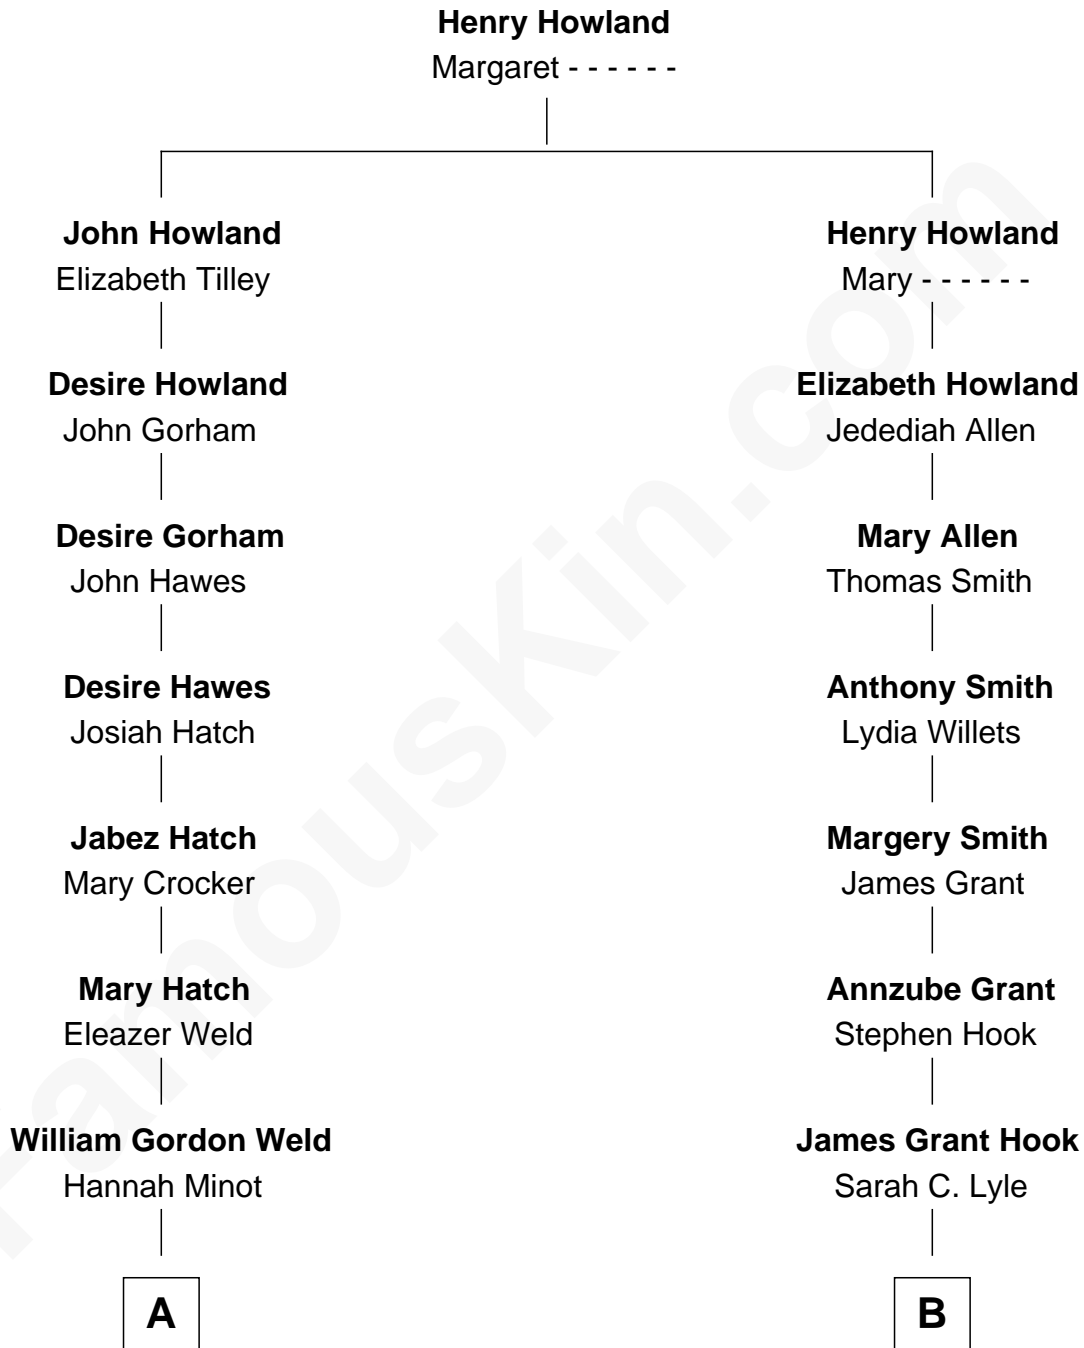 Henry Howland
Margaret - - - - - -
John Howland
Elizabeth Tilley
Henry Howland
Mary - - - - - -
Desire Howland
John Gorham
Elizabeth Howland
Jedediah Allen
Desire Gorham
John Hawes
Mary Allen
Thomas Smith
Desire Hawes
Josiah Hatch
Anthony Smith
Lydia Willets
Jabez Hatch
Mary Crocker
Margery Smith
James Grant
Mary Hatch
Eleazer Weld
Annzube Grant
Stephen Hook
William Gordon Weld
Hannah Minot
James Grant Hook
Sarah C. Lyle
A
B
FamousKin.com